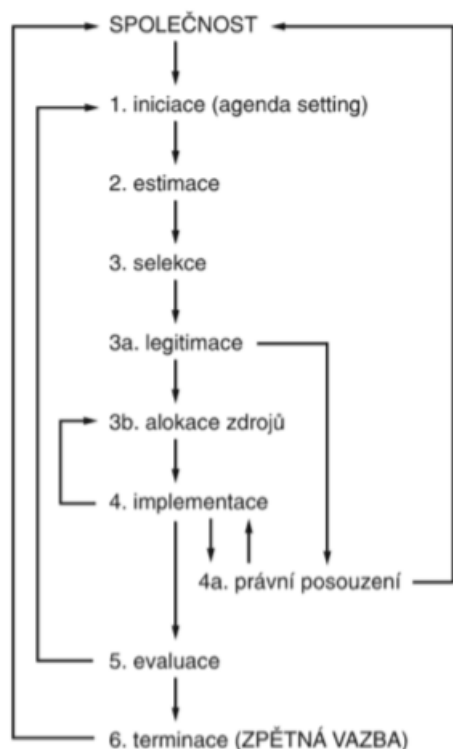 SPOLEČNOST
1. iniciace (agenda setting)
2. estimace
3. selekce
3a. legitimace
3b. alokace zdrojů
4. implementace
4a. právní posouzení
5. evaluace
6. terminace (ZPĚTNÁ VAZBA)